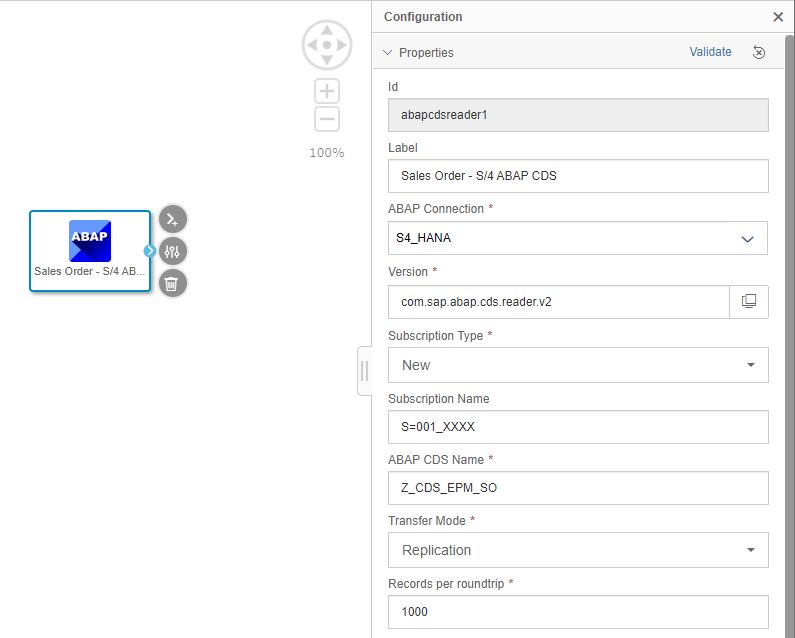 Configuration
Properties
Validate
Id
abapcdsreader1
Label
Sales Order - S/4 ABAP CDS
ABAP Connection *
S4_HANA
Version *
com.sap.abap.cds.reader.v2
Subscription Type *
New
Subscription Name
S=001_XXXX
ABAP CDS Name *
Z_CDS_EPM_SO
Transfer Mode *
Replication
Records per roundtrip *
1000
100%
ABAP
Sales Order - S/4 AB...